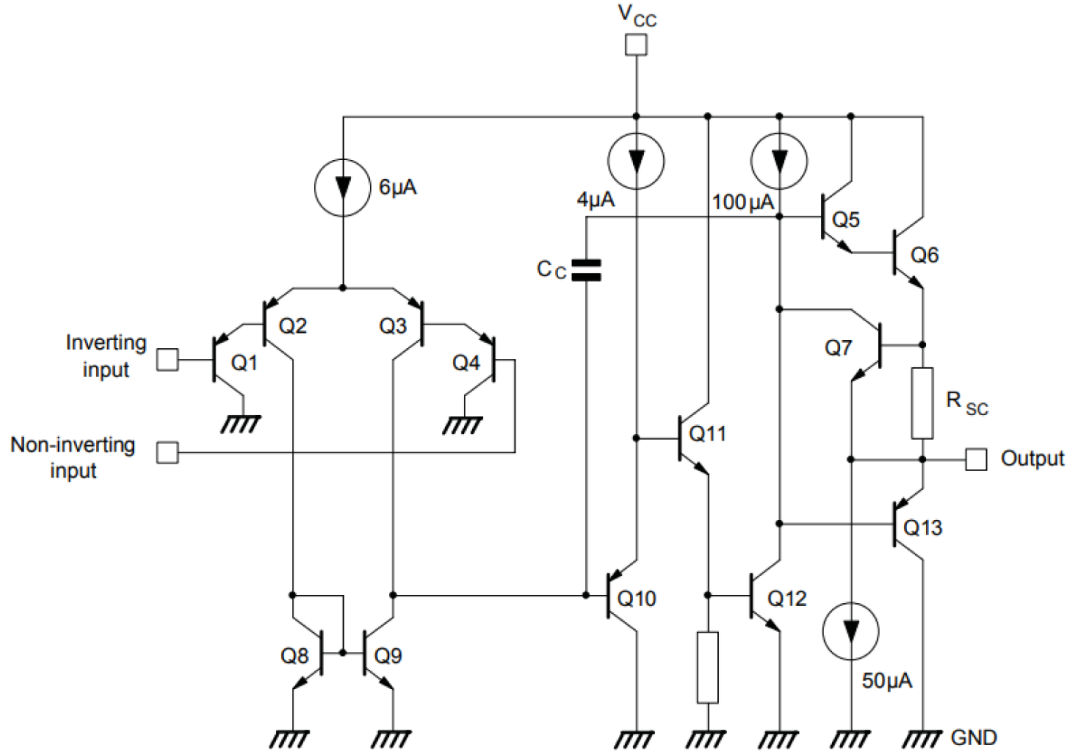 VCC
6µA
4µA
100µA
Q5
Q6
CC
Q2
Q3
Inverting
input
Q1
Q4
Q7
RSC
Non-inverting
input
Q11
Output
Q13
Q10
Q12
Q8
Q9
50µA
GND